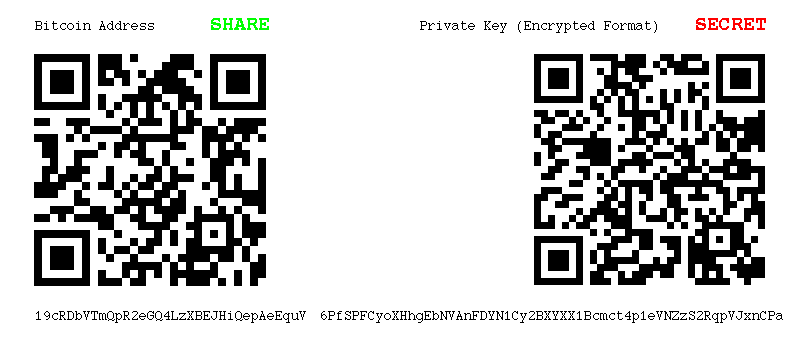 Bitcoin Address SHARE Private Key (Encrypted Format) SECRET
19cRDbVTmQpR2eGQ4LzXBEJHiQepAeEquV 6PfSPFCyoXHhgEbNVAnFDYN1Cy2BXYXX1Bcmct4p1eVNZzS2RqpVJxnCPa